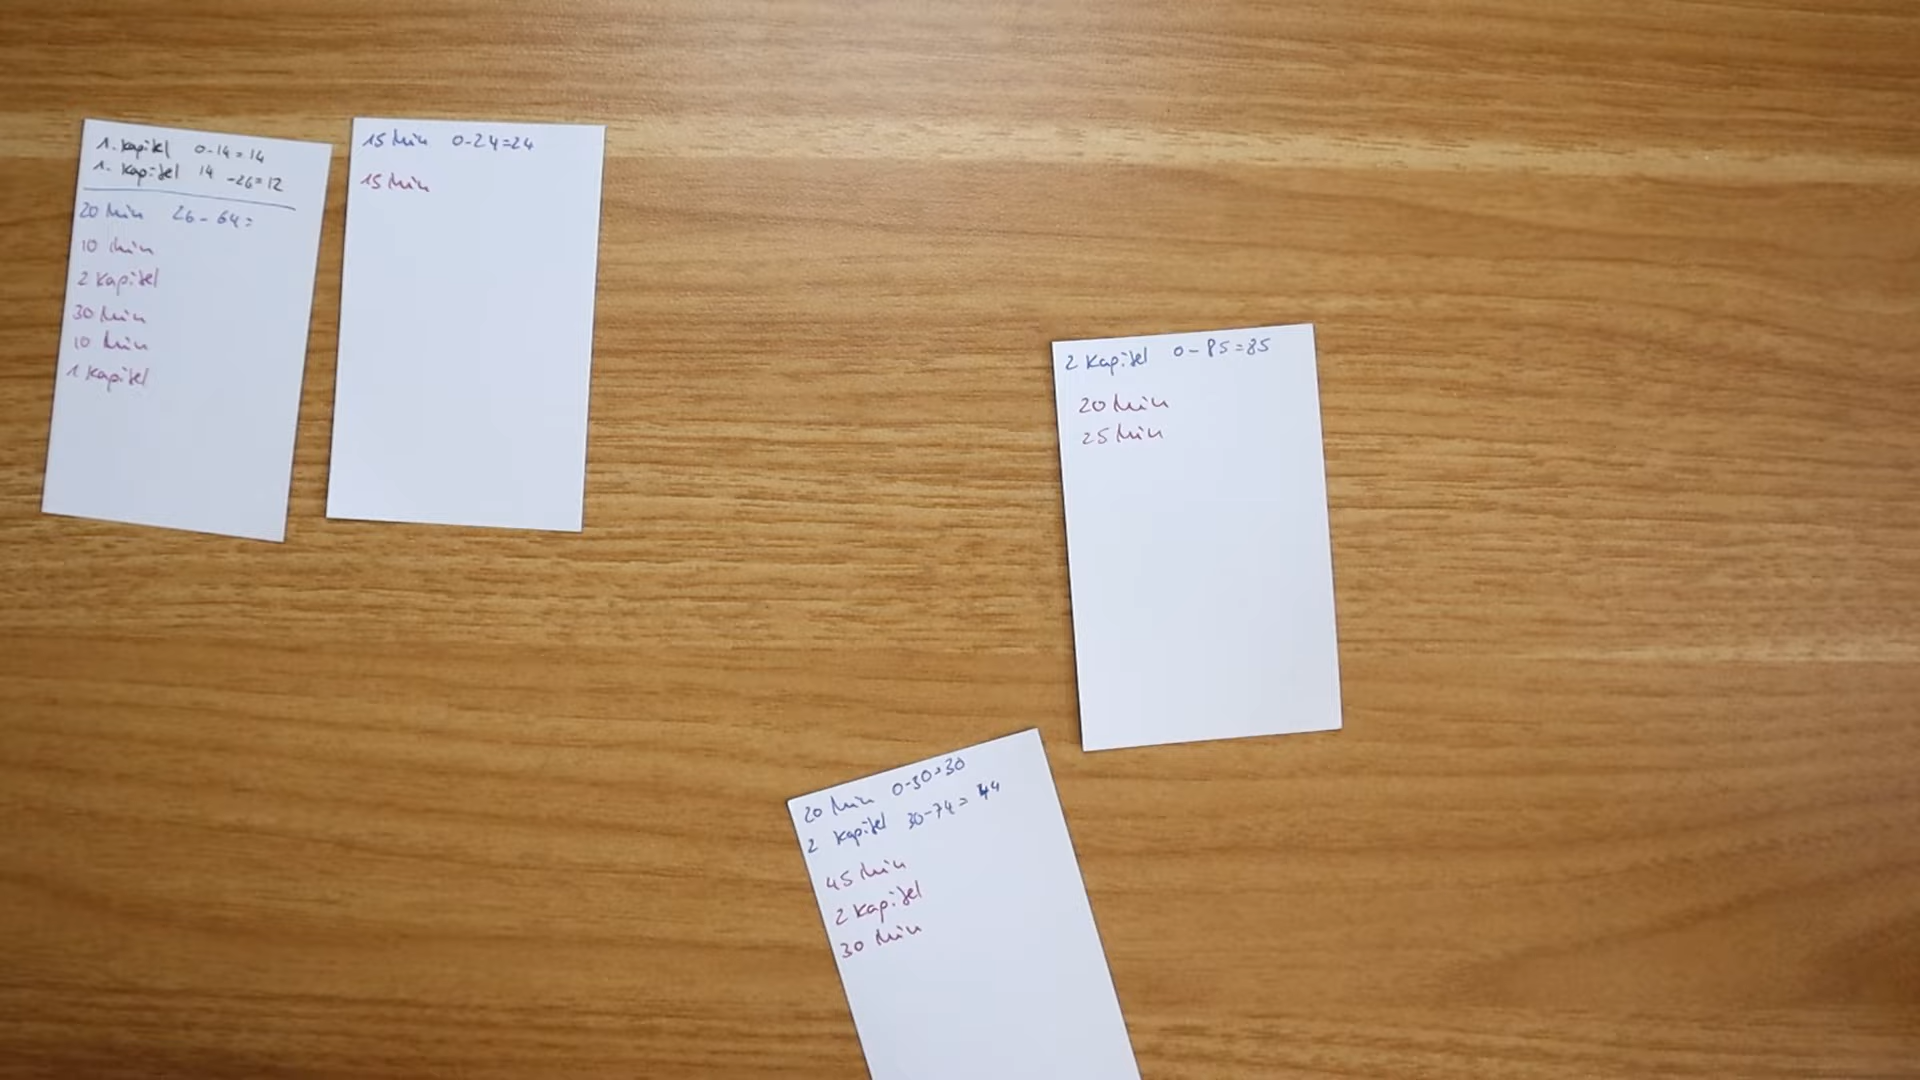 1. Kapitel 0-14=14
1. Kapitel 14-26=12
20 Min 26-64=
10 Min
2 Kapitel
30 Min
10 Min
1 Kapitel
15 Min 0-24=24
15 Min
2 Kapitel 0-85=85
20 Min
25 Min
20 Min 0-30=30
2 Kapitel 30-74=44
45 Min
2 Kapitel
30 Min